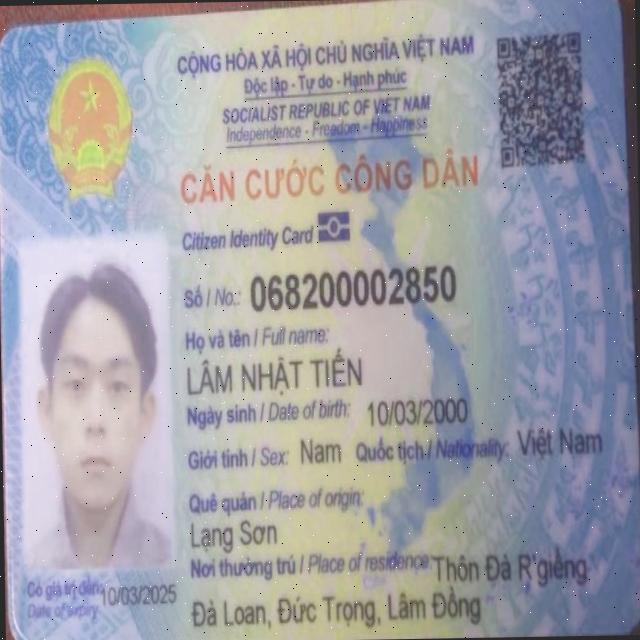 CỘNG HÒA XÃ HỘI CHỦ NGHĨA VIỆT NAM
Độc lập - Tự do - Hạnh phúc
SOCIALIST REPUBLIC OF VIET NAM
Independence - Freedom - Happiness
CĂN CƯỚC CÔNG DÂN
Citizen Identity Card
Số / No.: 068200002850
Họ và tên / Full name:
LÂM NHẬT TIẾN
Ngày sinh / Date of birth: 10/03/2000
Giới tính / Sex: Nam Quốc tịch / Nationality: Việt Nam
Quê quán / Place of origin:
Lạng Sơn
Nơi thường trú / Place of residence: Thôn Đà R'giềng
Đà Loan, Đức Trọng, Lâm Đồng
Có giá trị đến: 10/03/2025
Date of expiry